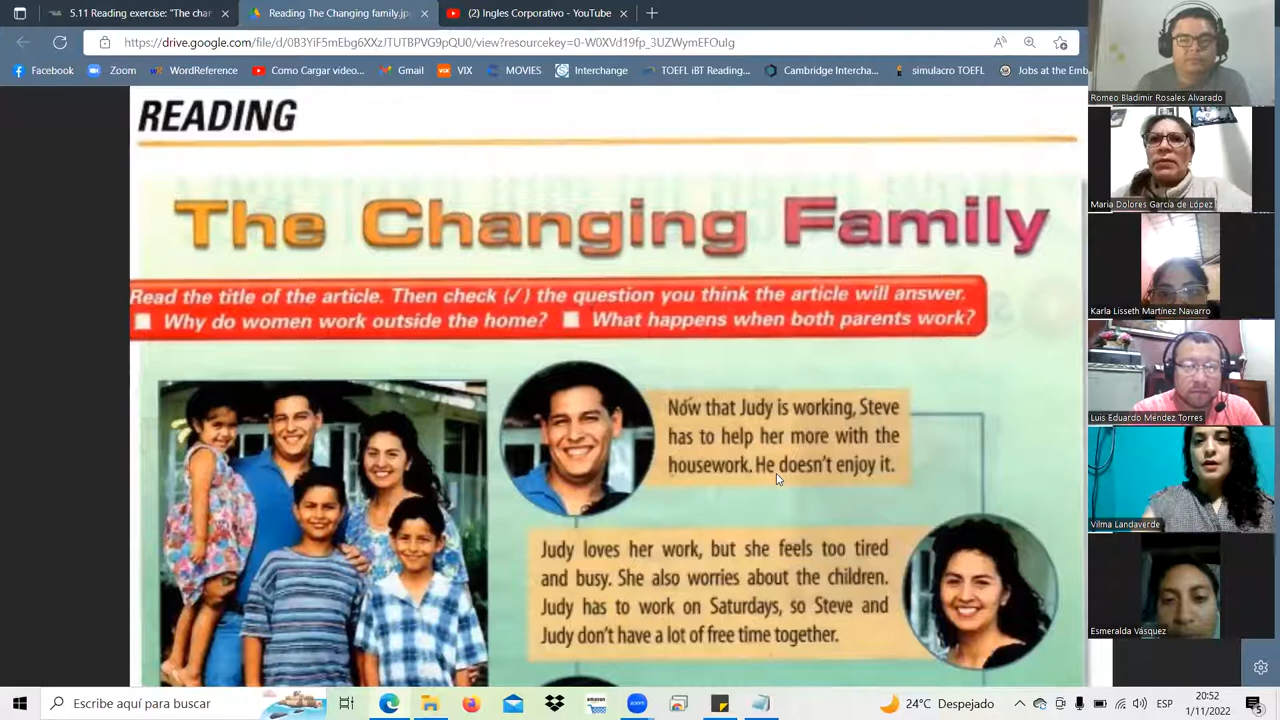 5.11 Reading exercise: "The char
Reading The Changing family.jp
(2) Ingles Corporativo - YouTube
https://drive.google.com/file/d/0B3YiF5mEbg6XXzJTUTBPVG9pQU0/view?resourcekey=0-W0XVd19fp_3UZWymEFOuIg
Facebook
Zoom
WordReference
Como Cargar video...
Gmail
VIX
MOVIES
Interchange
TOEFL iBT Reading...
Cambridge Intercha...
simulacro TOEFL
Jobs at the Emb
READING
The Changing Family
Read the title of the article. Then check (✓) the question you think the article will answer.
Why do women work outside the home? What happens when both parents work?
Now that Judy is working, Steve
has to help her more with the
housework. He doesn't enjoy it.
Judy loves her work, but she feels too tired
and busy. She also worries about the children.
Judy has to work on Saturdays, so Steve and
Judy don't have a lot of free time together.
Romeo Bladimir Rosales Alvarado
Maria Dolores García de López
Karla Lisseth Martínez Navarro
Luis Eduardo Méndez Torres
Vilma Landaverde
Esmeralda Vásquez
Escribe aquí para buscar
amazon
zoom
24°C Despejado
ESP
20:52
1/11/2022
5